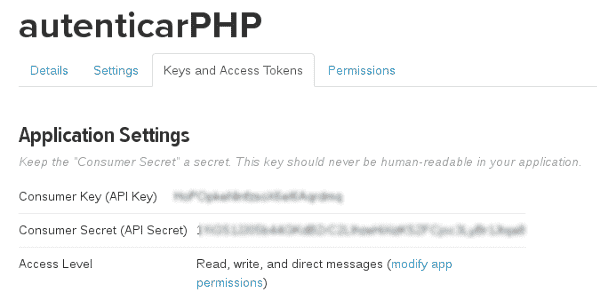 autenticarPHP
Details Settings Keys and Access Tokens Permissions
Application Settings
Keep the "Consumer Secret" a secret. This key should never be human-readable in your application.
Consumer Key (API Key)
Consumer Secret (API Secret)
Access Level Read, write, and direct messages (modify app
permissions)